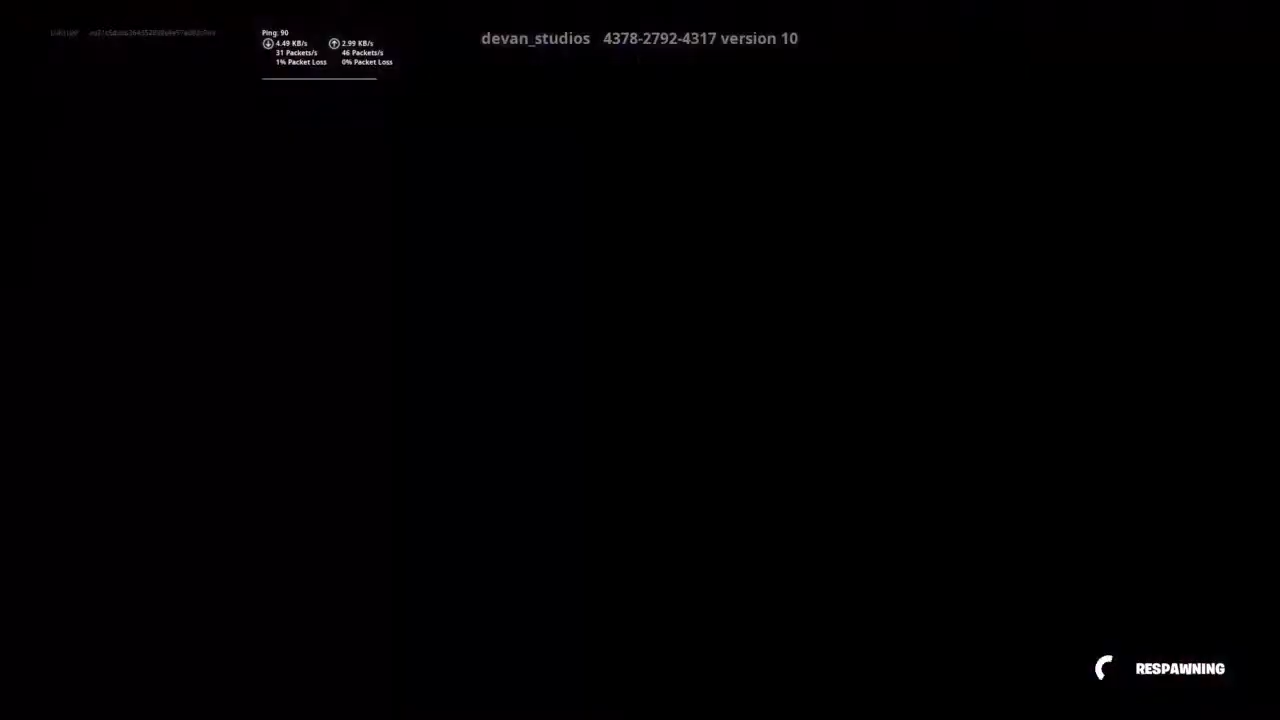 Ping: 90
4.49 KB/s 2.99 KB/s
31 Packets/s 46 Packets/s
1% Packet Loss 0% Packet Loss
devan_studios 4378-2792-4317 version 10
RESPAWNING